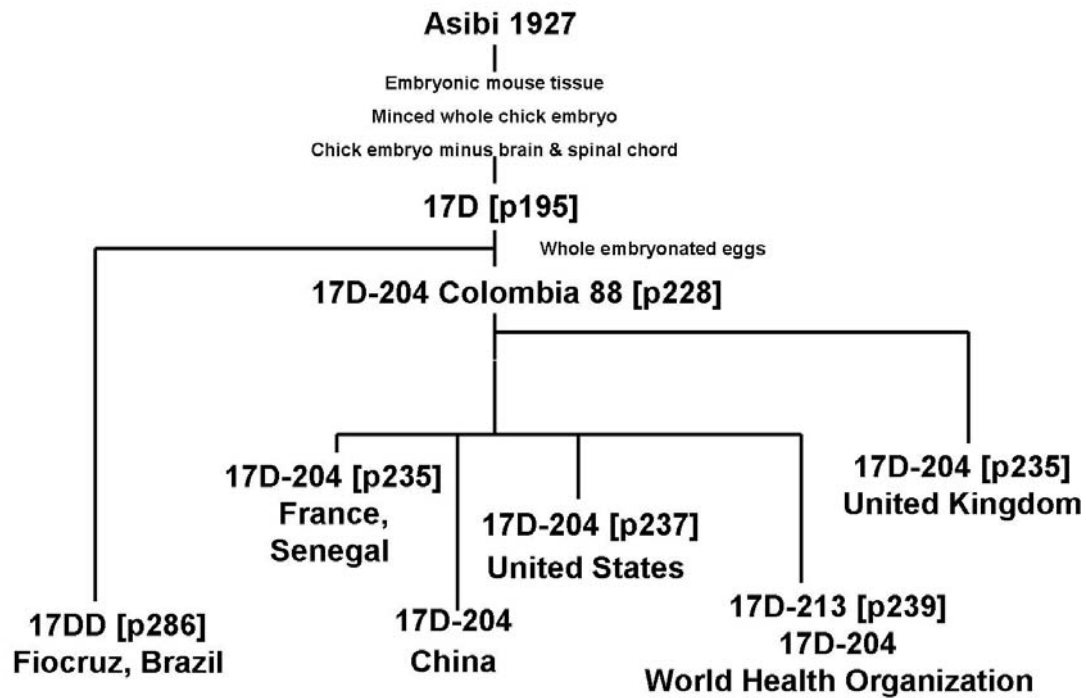 Asibi 1927
Embryonic mouse tissue
Minced whole chick embryo
Chick embryo minus brain & spinal chord
17D [p195]
Whole embryonated eggs
17D-204 Colombia 88 [p228]
17D-204 [p235]
France,
Senegal
17D-204 [p235]
United Kingdom
17D-204 [p237]
United States
17DD [p286]
Fiocruz, Brazil
17D-204
China
17D-213 [p239]
17D-204
World Health Organization